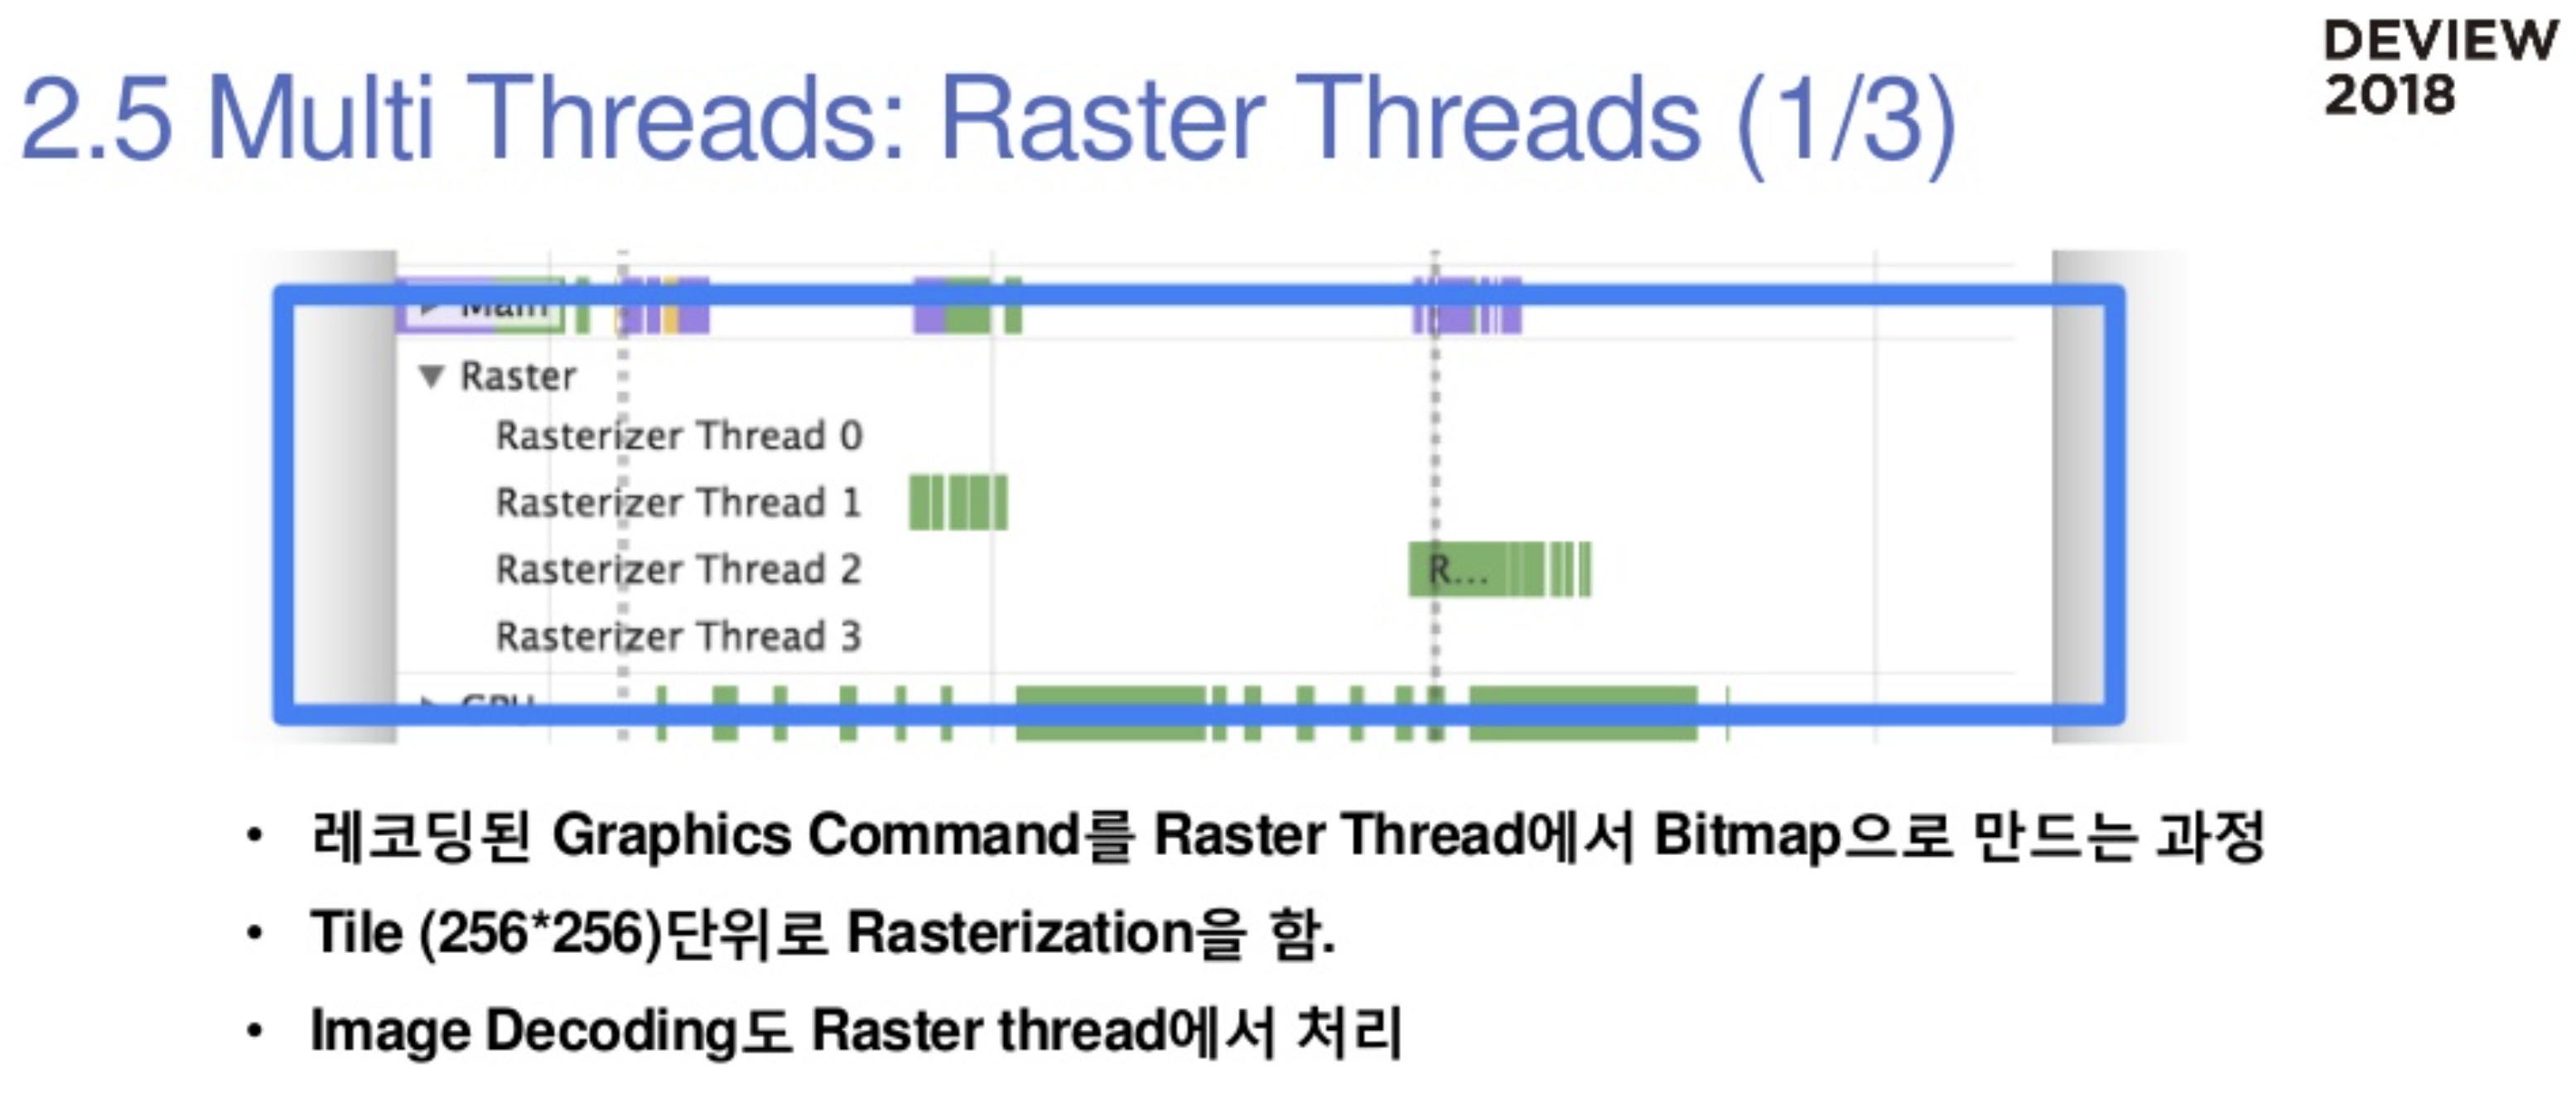 DEVIEW
2018
2.5 Multi Threads: Raster Threads (1/3)
Main
Raster
Rasterizer Thread 0
Rasterizer Thread 1
Rasterizer Thread 2
R...
Rasterizer Thread 3
GPU
• 레코딩된 Graphics Command를 Raster Thread에서 Bitmap으로 만드는 과정
• Tile (256*256)단위로 Rasterization을 함.
• Image Decoding도 Raster thread에서 처리